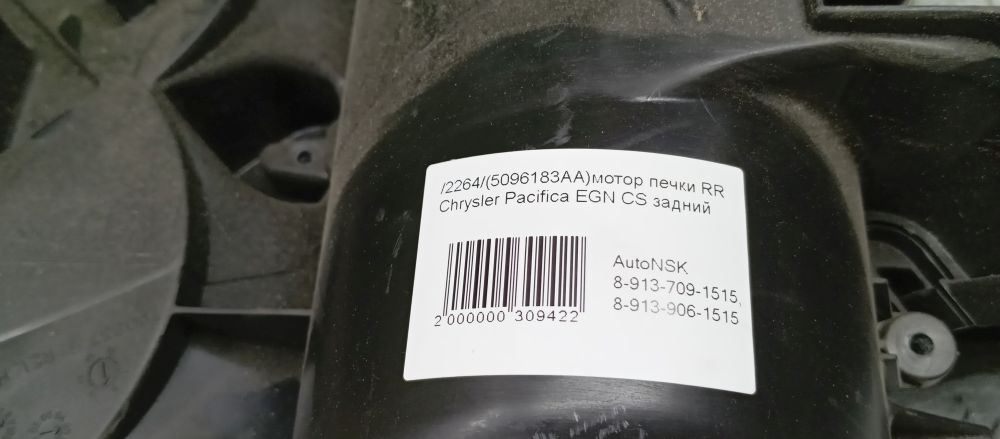 /2264/(5096183AA)мотор печки RR
Chrysler Pacifica EGN CS задний
AutoNSK
8-913-709-1515,
8-913-906-1515
2 000000 309422